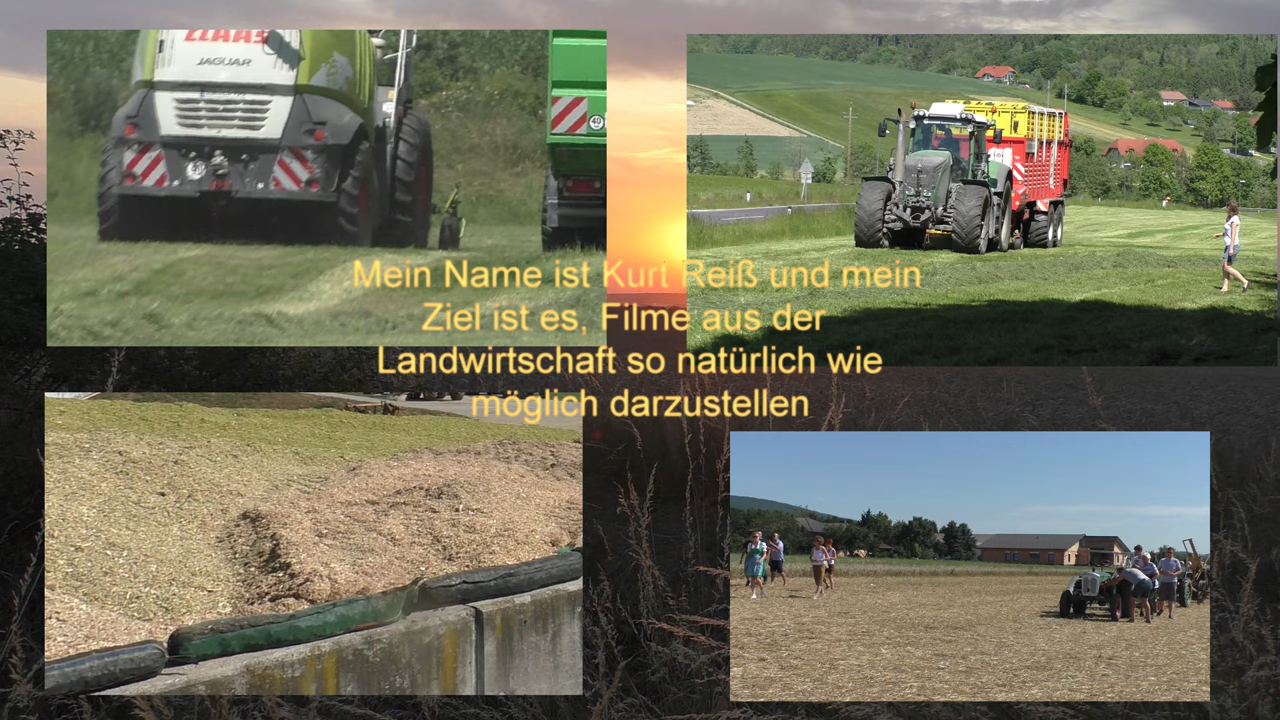 CLAAS
JAGUAR
40
Mein Name ist Kurt Reiß und mein
Ziel ist es, Filme aus der
Landwirtschaft so natürlich wie
möglich darzustellen